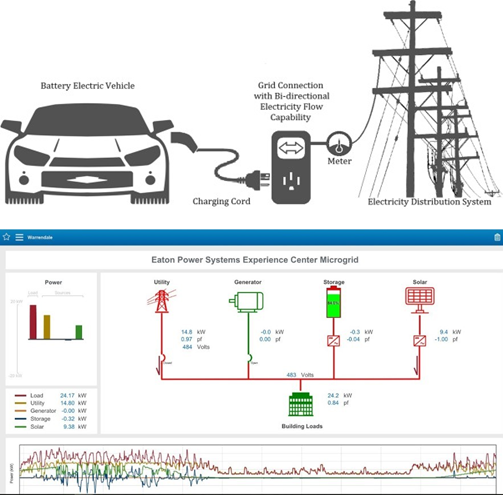 Battery Electric Vehicle
Grid Connection
with Bi-directional
Electricity Flow
Capability
Meter
Charging Cord
Electricity Distribution System
Warrendale
Eaton Power Systems Experience Center Microgrid
Power
Utility
Generator
Storage
Solar
14.8 kW
0.97 pf
484 Volts
-0.0 kW
0.00 pf
-0.3 kW
-0.04 pf
9.4 kW
-1.00 pf
483 Volts
24.2 kW
0.84 pf
Building Loads
Load 24.17 kW
Utility 14.80 kW
Generator -0.00 kW
Storage -0.32 kW
Solar 9.38 kW
Power (kW)